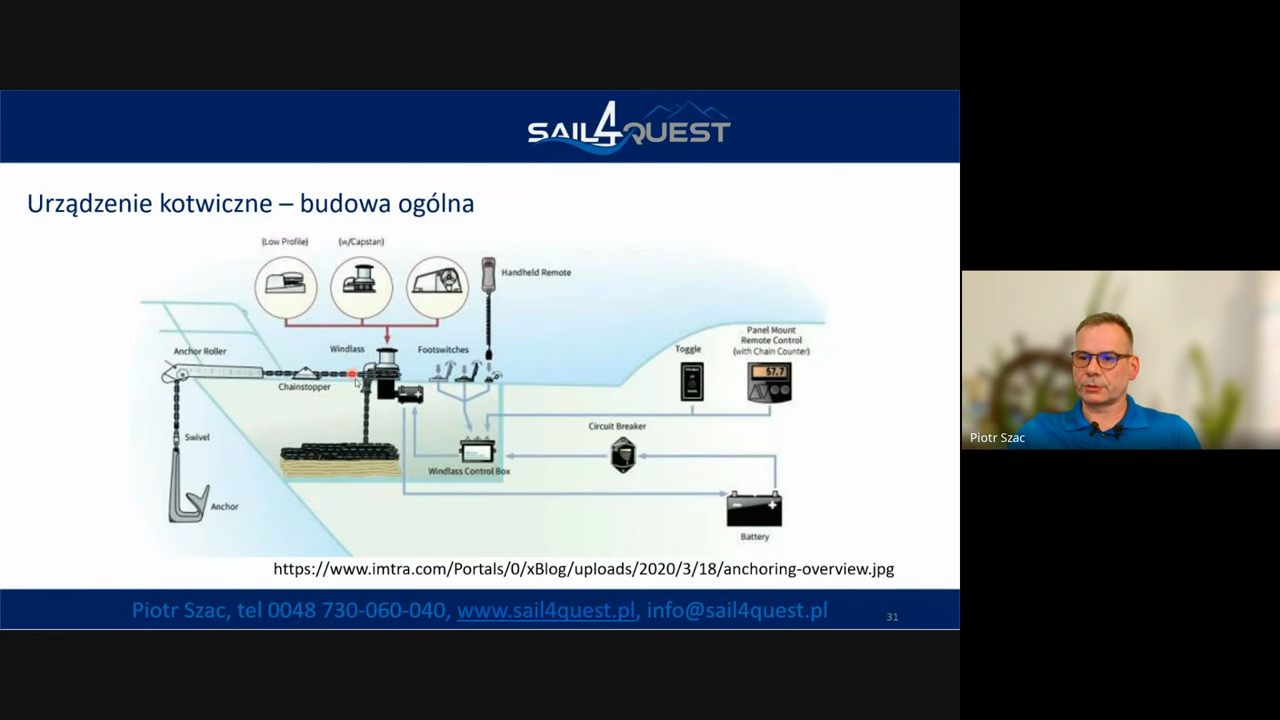 SAIL4QUEST
Urządzenie kotwiczne – budowa ogólna
(Low Profile) (w/Capstan)
Handheld Remote
Panel Mount
Remote Control
(with Chain Counter)
Anchor Roller Windlass Footswitches Toggle
57.7
Chainstopper
Circuit Breaker
Swivel
Windlass Control Box
Anchor
Battery
https://www.imtra.com/Portals/0/xBlog/uploads/2020/3/18/anchoring-overview.jpg
Piotr Szac, tel 0048 730-060-040, www.sail4quest.pl, info@sail4quest.pl
31
Piotr Szac